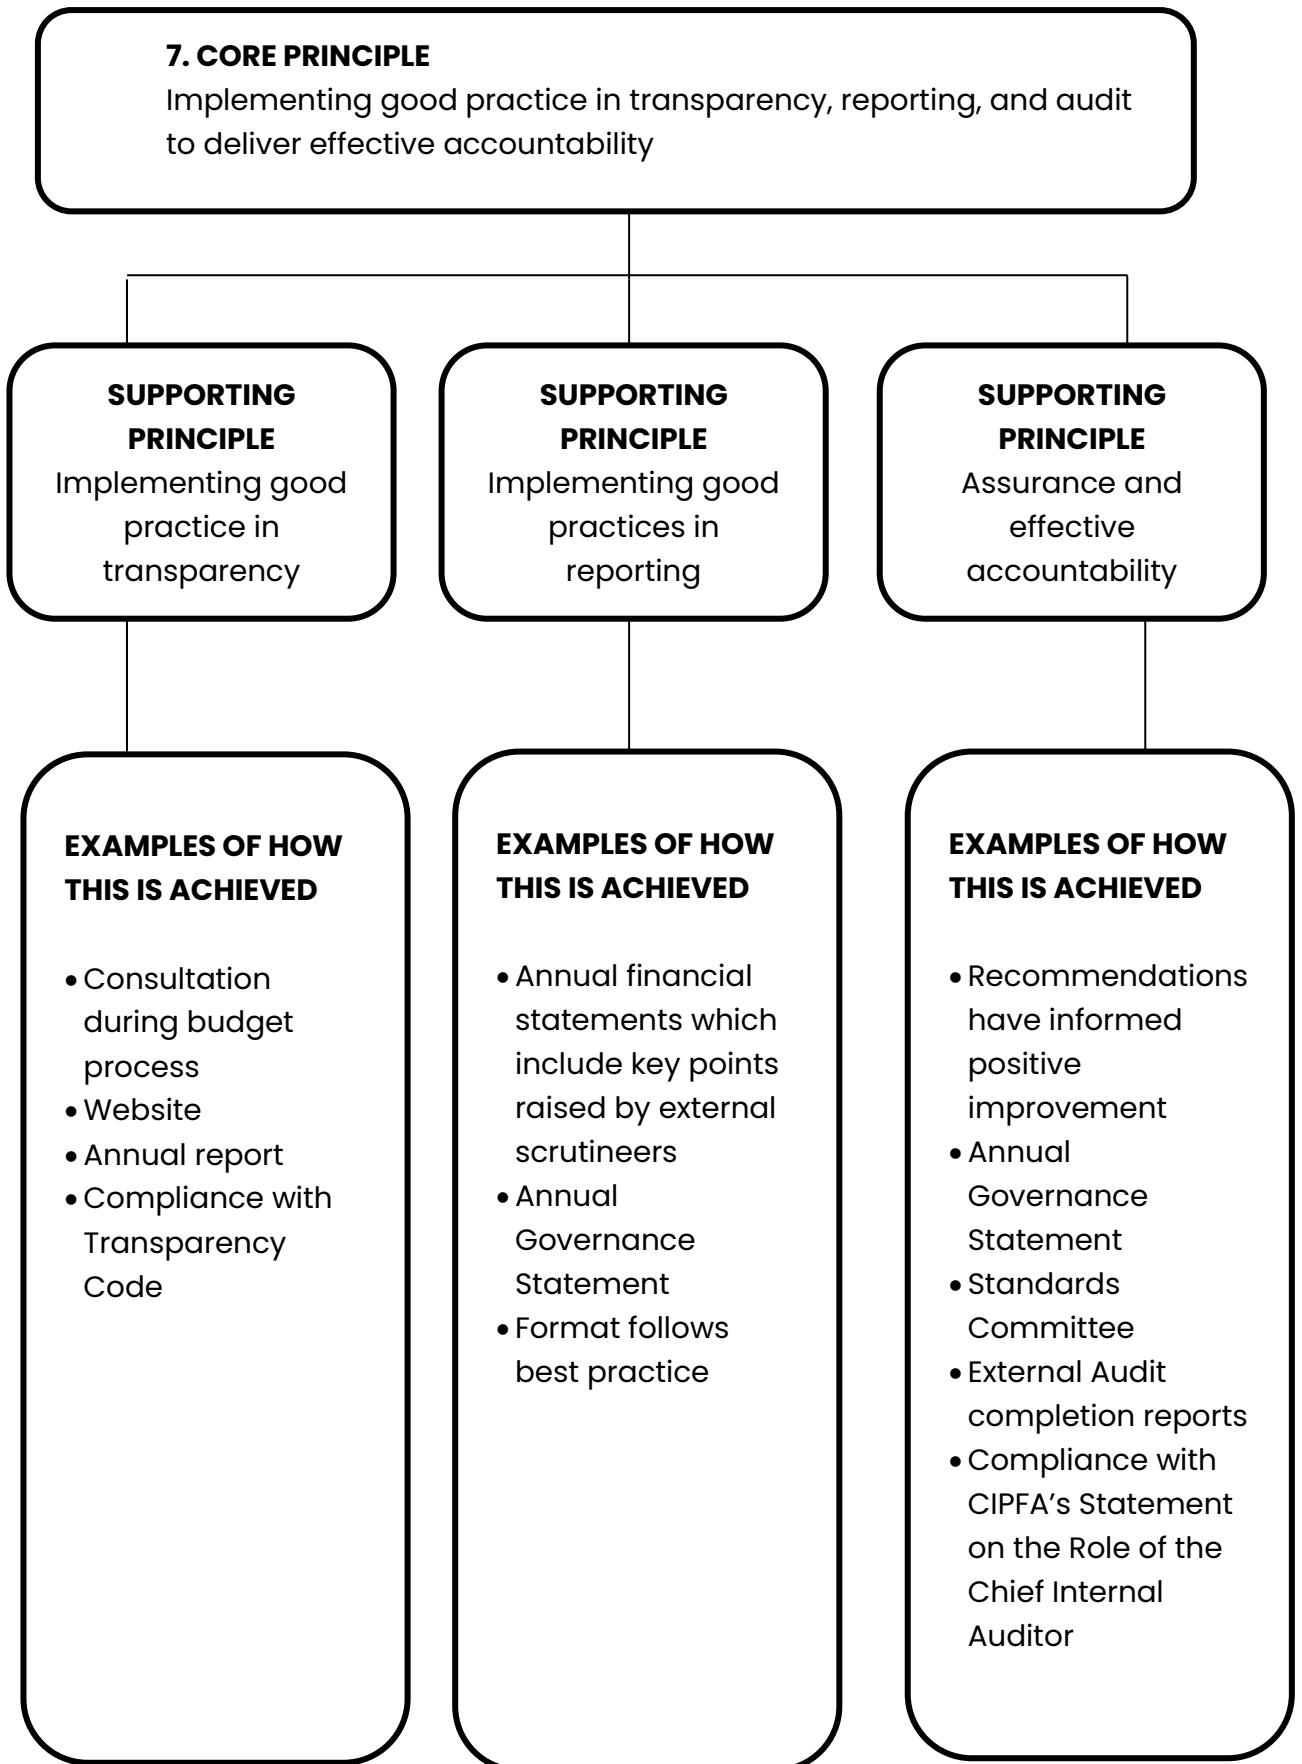 7. CORE PRINCIPLE
Implementing good practice in transparency, reporting, and audit
to deliver effective accountability
SUPPORTING
PRINCIPLE
Implementing good
practice in
transparency
SUPPORTING
PRINCIPLE
Implementing good
practices in
reporting
SUPPORTING
PRINCIPLE
Assurance and
effective
accountability
EXAMPLES OF HOW
THIS IS ACHIEVED
• Consultation
during budget
process
• Website
• Annual report
• Compliance with
Transparency
Code
EXAMPLES OF HOW
THIS IS ACHIEVED
• Annual financial
statements which
include key points
raised by external
scrutineers
• Annual
Governance
Statement
• Format follows
best practice
EXAMPLES OF HOW
THIS IS ACHIEVED
• Recommendations
have informed
positive
improvement
• Annual
Governance
Statement
• Standards
Committee
• External Audit
completion reports
• Compliance with
CIPFA’s Statement
on the Role of the
Chief Internal
Auditor